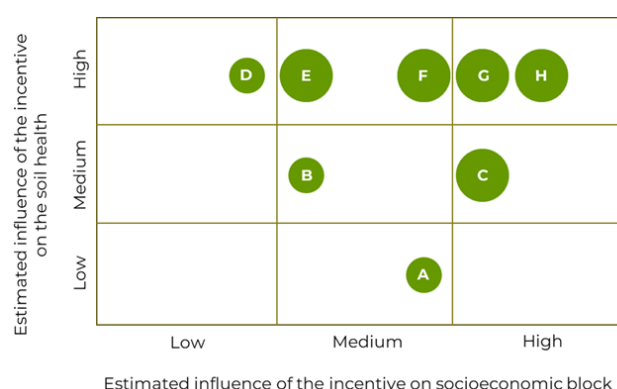 Estimated influence of the incentive
on the soil health
High
Medium
Low
D
E
F
G
H
B
C
A
Low
Medium
High
Estimated influence of the incentive on socioeconomic block